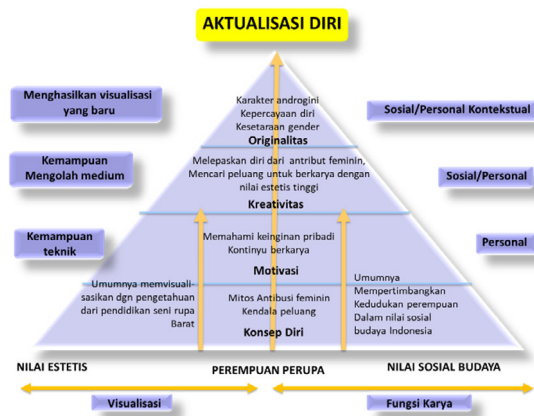 AKTUALISASI DIRI
Menghasilkan visualisasi
yang baru
Karakter androgini
Kepercayaan diri
Kesetaraan gender
Originalitas
Sosial/Personal Kontekstual
Kemampuan
Mengolah medium
Melepaskan diri dari atribut feminin,
Mencari peluang untuk berkarya dengan
nilai estetis tinggi
Kreativitas
Sosial/Personal
Kemampuan
teknik
Memahami keinginan pribadi
Kontinyu berkarya
Motivasi
Personal
Umumnya memvisuali-
sasikan dgn pengetahuan
dari pendidikan seni rupa
Barat
Mitos Antibusi feminin
Kendala peluang
Konsep Diri
Umumnya
Mempertimbangkan
Kedudukan perempuan
Dalam nilai sosial
budaya Indonesia
NILAI ESTETIS
PEREMPUAN PERUPA
NILAI SOSIAL BUDAYA
Visualisasi
Fungsi Karya